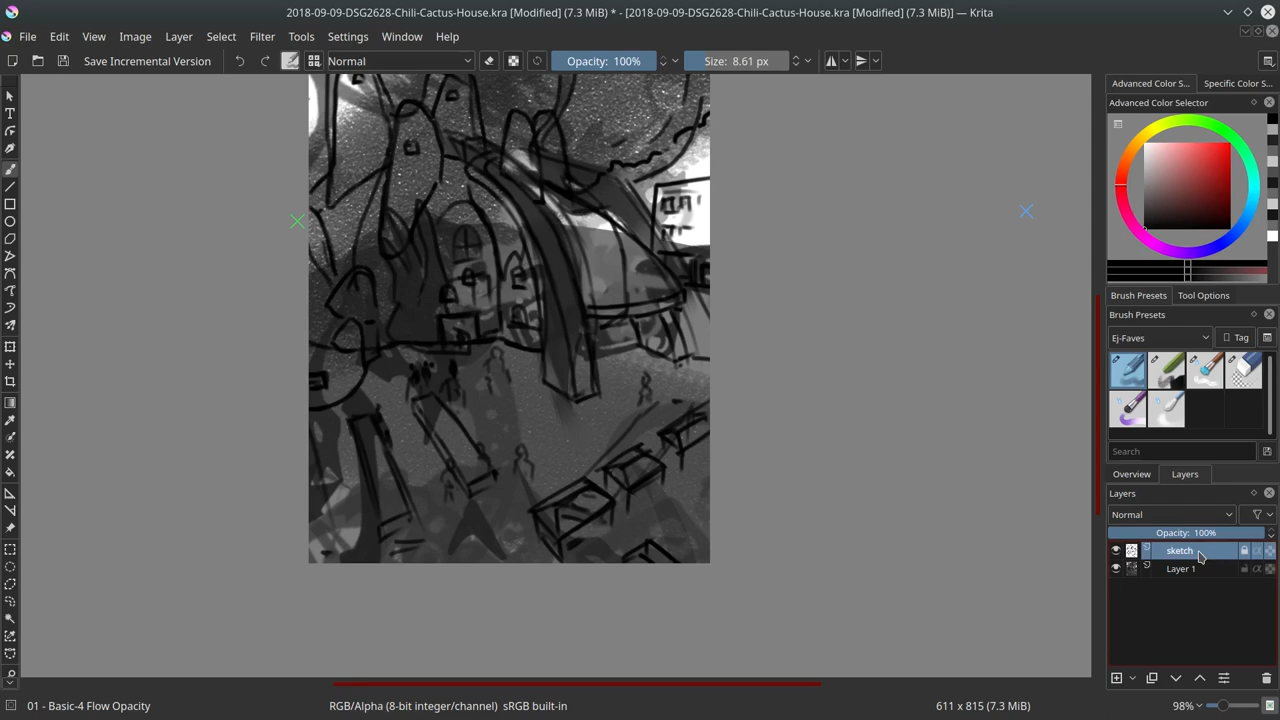 2018-09-09-DSG2628-Chili-Cactus-House.kra [Modified] (7.3 MiB) * - [2018-09-09-DSG2628-Chili-Cactus-House.kra [Modified] (7.3 MiB)] — Krita
File Edit View Image Layer Select Filter Tools Settings Window Help
Save Incremental Version Normal Opacity: 100% Size: 8.61 px
Advanced Color S... Specific Color S...
Advanced Color Selector
Brush Presets Tool Options
Brush Presets
Ej-Faves Tag
Search
Overview Layers
Layers
Normal
Opacity: 100%
sketch
Layer 1
01 - Basic-4 Flow Opacity RGB/Alpha (8-bit integer/channel) sRGB built-in 611 x 815 (7.3 MiB) 98%